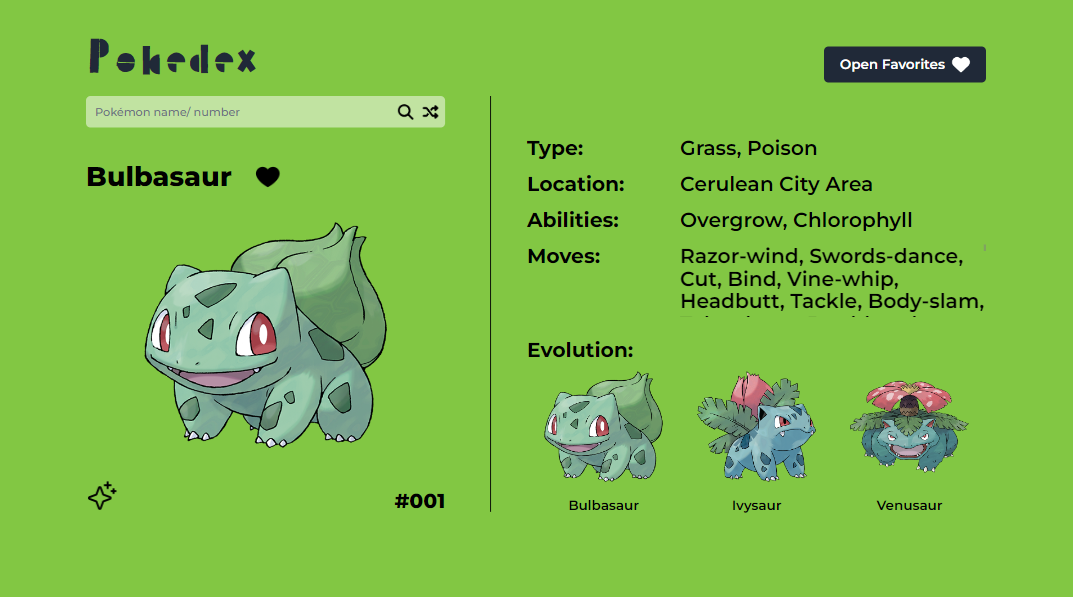 Pokedex
Open Favorites
Pokémon name/ number
Bulbasaur
#001
Type: Grass, Poison
Location: Cerulean City Area
Abilities: Overgrow, Chlorophyll
Moves: Razor-wind, Swords-dance,
Cut, Bind, Vine-whip,
Headbutt, Tackle, Body-slam,
Evolution:
Bulbasaur
Ivysaur
Venusaur